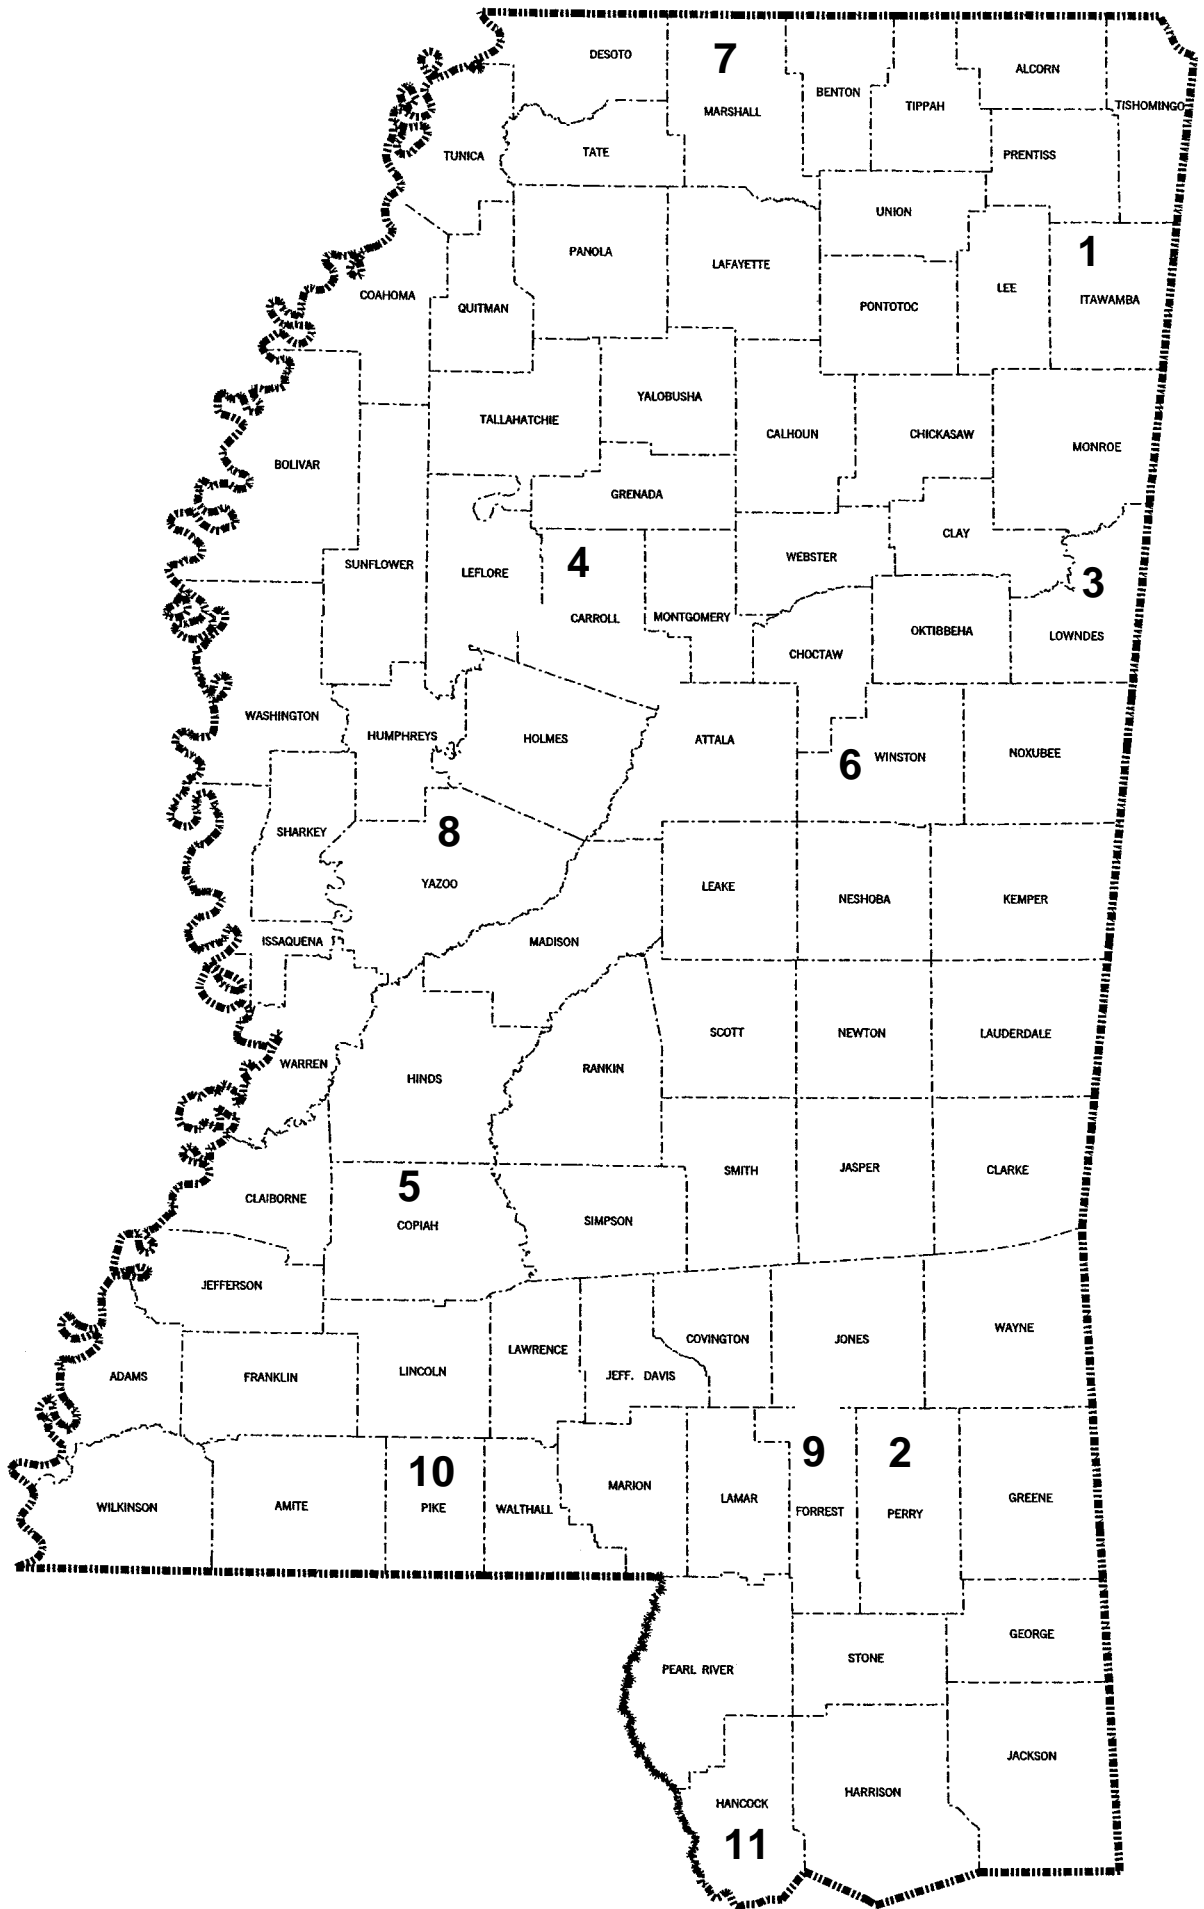 DESOTO
7
MARSHALL
BENTON
TIPPAH
ALCORN
TISHOMINGO
TUNICA
TATE
PRENTISS
UNION
PANOLA
LAFAYETTE
1
COAHOMA
QUITMAN
PONTOTOC
LEE
ITAWAMBA
TALLAHATCHIE
YALOBUSHA
CALHOUN
CHICKASAW
MONROE
BOLIVAR
GRENADA
CLAY
SUNFLOWER
LEFLORE
4
WEBSTER
3
CARROLL
MONTGOMERY
OKTIBBEHA
LOWNDES
CHOCTAW
WASHINGTON
HUMPHREYS
HOLMES
ATTALA
6
WINSTON
NOXUBEE
SHARKEY
8
YAZOO
LEAKE
NESHOBA
KEMPER
ISSAQUENA
MADISON
SCOTT
NEWTON
LAUDERDALE
WARREN
HINDS
RANKIN
SMITH
JASPER
CLARKE
CLAIBORNE
5
COPIAH
SIMPSON
JEFFERSON
COVINGTON
JONES
WAYNE
ADAMS
FRANKLIN
LINCOLN
LAWRENCE
JEFF. DAVIS
10
9
2
WILKINSON
AMITE
PIKE
WALTHALL
MARION
LAMAR
FORREST
PERRY
GREENE
PEARL RIVER
STONE
GEORGE
HANCOCK
HARRISON
JACKSON
11